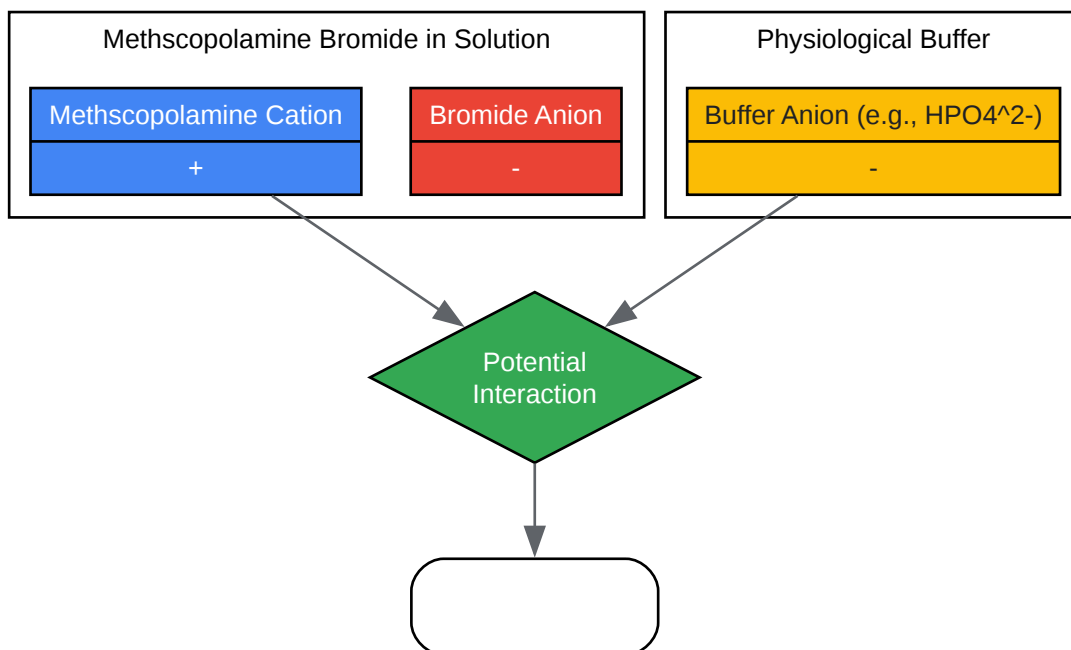 Methscopolamine Bromide in Solution
Physiological Buffer
Methscopolamine Cation
Bromide Anion
Buffer Anion (e.g., HPO4^2-)
+
-
-
Potential
Interaction